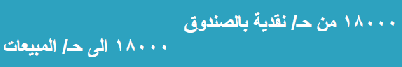 ١٨٠٠٠ من حـ/ نقدية بالصندوق
١٨٠٠٠ الى حـ/ المبيعات